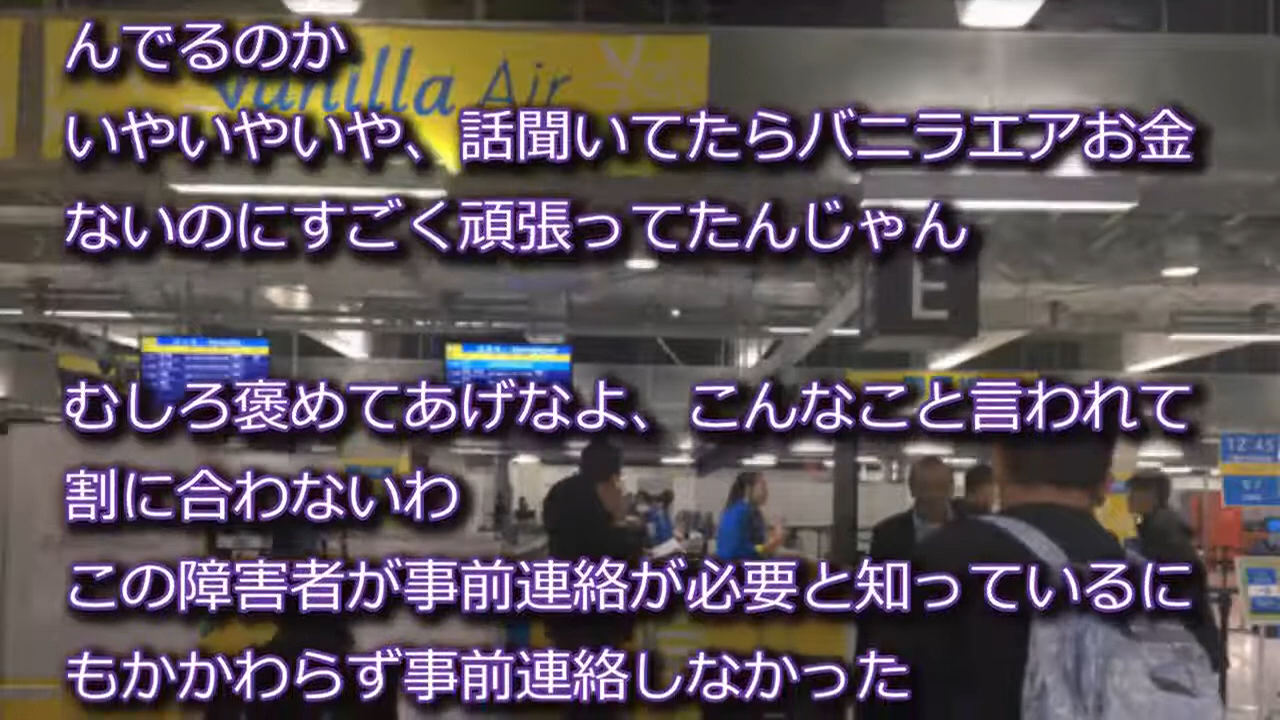 んでるのか
Vanilla Air
いやいやいや、話聞いてたらバニラエアお金
ないのにすごく頑張ってたんじゃん
E
むしろ褒めてあげなよ、こんなこと言われて
12:45
割に合わないわ
この障害者が事前連絡が必要と知っているに
もかかわらず事前連絡しなかった